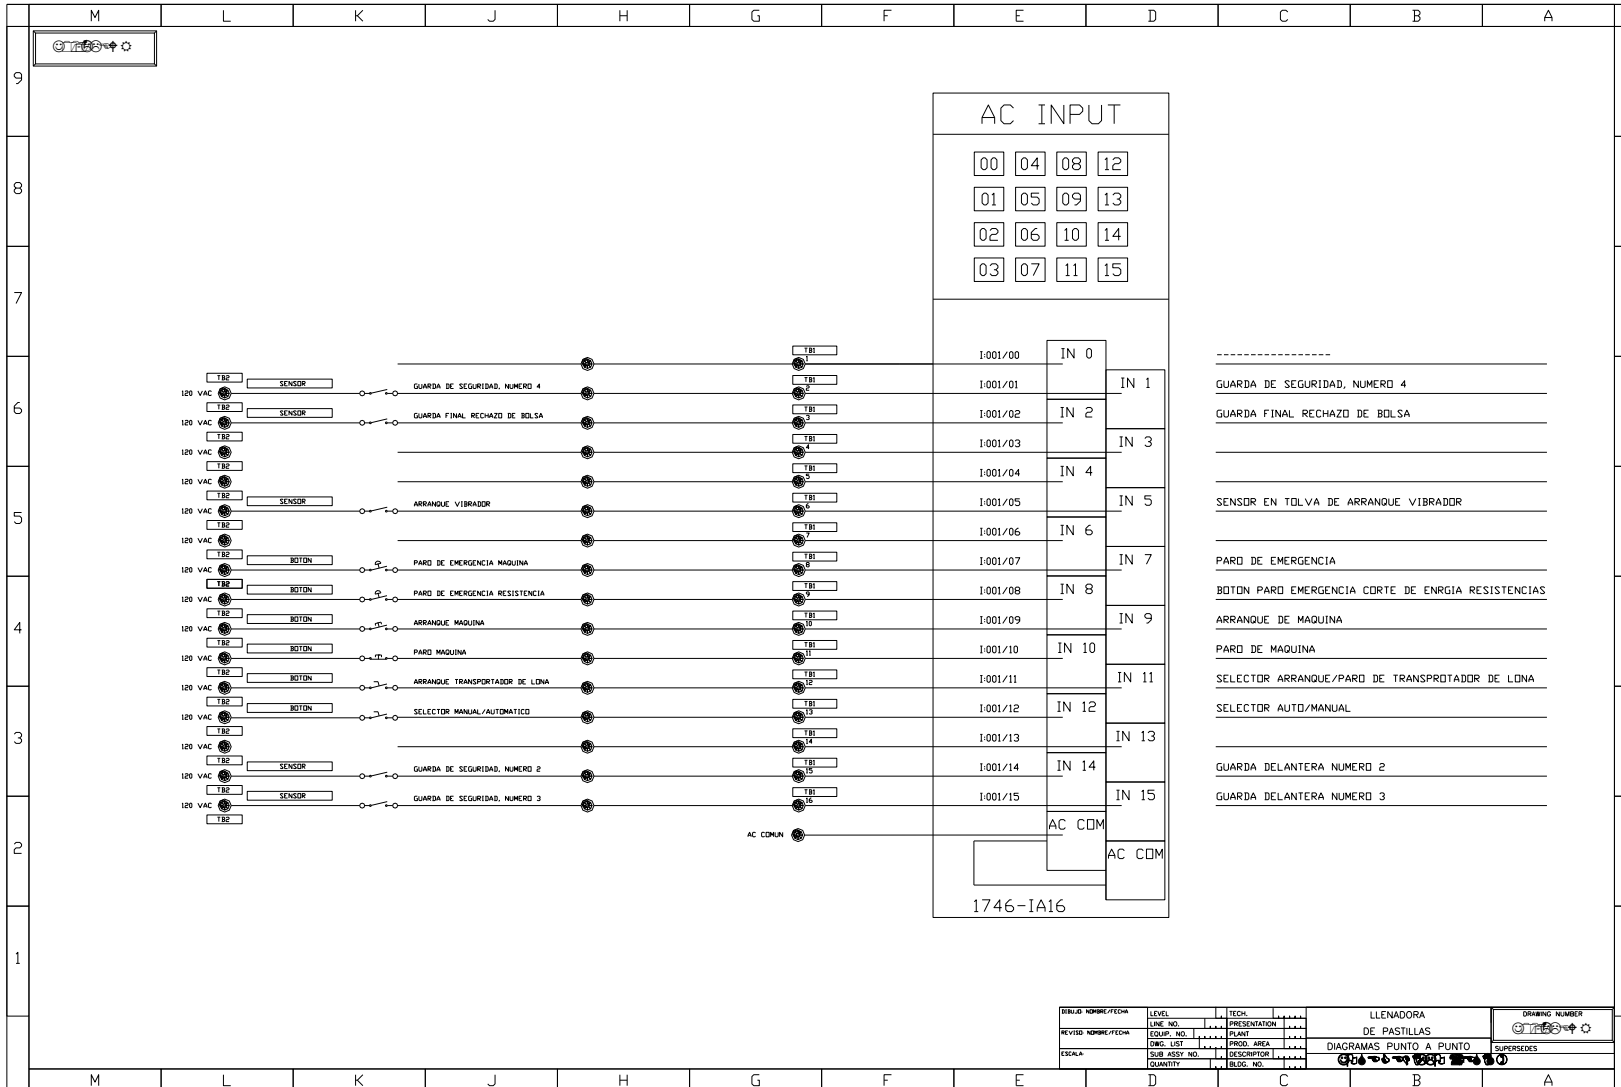 M L K J H G F E D C B A
9
8
7
6
5
4
3
2
1
AC INPUT
00 04 08 12
01 05 09 13
02 06 10 14
03 07 11 15
TB1 1 I:001/00 IN 0 -----------------
TB2 120 VAC SENSOR GUARDA DE SEGURIDAD, NUMERO 4 TB1 2 I:001/01 IN 1 GUARDA DE SEGURIDAD, NUMERO 4
TB2 120 VAC SENSOR GUARDA FINAL RECHAZO DE BOLSA TB1 3 I:001/02 IN 2 GUARDA FINAL RECHAZO DE BOLSA
TB2 120 VAC TB1 4 I:001/03 IN 3
TB2 120 VAC TB1 5 I:001/04 IN 4
TB2 120 VAC SENSOR ARRANQUE VIBRADOR TB1 6 I:001/05 IN 5 SENSOR EN TOLVA DE ARRANQUE VIBRADOR
TB2 120 VAC TB1 7 I:001/06 IN 6
TB2 120 VAC BOTON PARO DE EMERGENCIA MAQUINA TB1 8 I:001/07 IN 7 PARO DE EMERGENCIA
TB2 120 VAC BOTON PARO DE EMERGENCIA RESISTENCIA TB1 9 I:001/08 IN 8 BOTON PARO EMERGENCIA CORTE DE ENRGIA RESISTENCIAS
TB2 120 VAC BOTON ARRANQUE MAQUINA TB1 10 I:001/09 IN 9 ARRANQUE DE MAQUINA
TB2 120 VAC BOTON PARO MAQUINA TB1 11 I:001/10 IN 10 PARO DE MAQUINA
TB2 120 VAC BOTON ARRANQUE TRANSPORTADOR DE LONA TB1 12 I:001/11 IN 11 SELECTOR ARRANQUE/PARO DE TRANSPROTADOR DE LONA
TB2 120 VAC BOTON SELECTOR MANUAL/AUTOMATICO TB1 13 I:001/12 IN 12 SELECTOR AUTO/MANUAL
TB2 120 VAC TB1 14 I:001/13 IN 13
TB2 120 VAC SENSOR GUARDA DE SEGURIDAD, NUMERO 2 TB1 15 I:001/14 IN 14 GUARDA DELANTERA NUMERO 2
TB2 120 VAC SENSOR GUARDA DE SEGURIDAD, NUMERO 3 TB1 16 I:001/15 IN 15 GUARDA DELANTERA NUMERO 3
TB2
AC COMUN AC COM
AC COM
1746-IA16
DIBUJO: NOMBRE/FECHA
REVISO: NOMBRE/FECHA
ESCALA:
LEVEL TECH.
LINE NO. PRESENTATION
EQUIP. NO. PLANT
DWG. LIST PROD. AREA
SUB ASSY NO. DESCRIPTOR
QUANTITY BLDG. NO.
LLENADORA
DE PASTILLAS
DIAGRAMAS PUNTO A PUNTO
DRAWING NUMBER
SUPERSEDES
M L K J H G F E D C B A